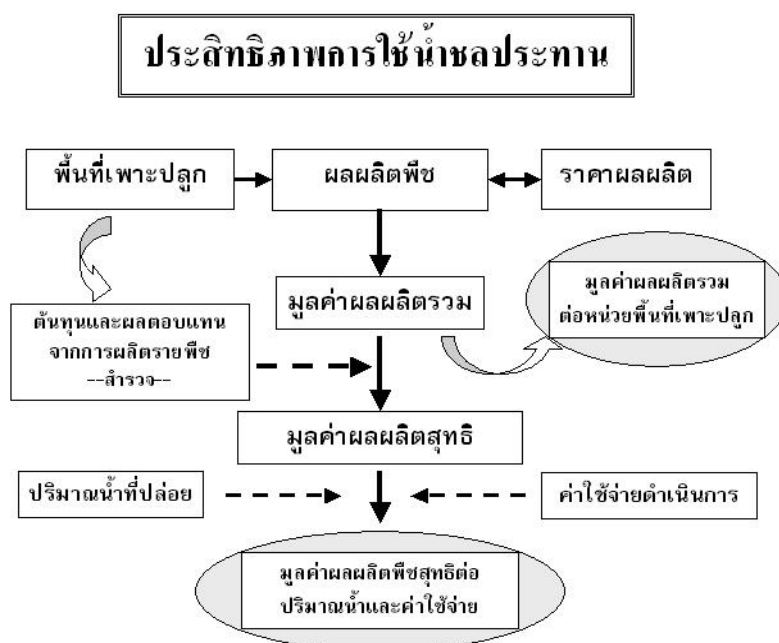 ประสิทธิภาพการใช้น้ำชลประทาน
พื้นที่เพาะปลูก
ผลผลิตพืช
ราคาผลผลิต
มูลค่าผลผลิตรวม
มูลค่าผลผลิตรวม
ต่อหน่วยพื้นที่เพาะปลูก
ต้นทุนและผลตอบแทน
จากการผลิตรายพืช
--สำรวจ--
มูลค่าผลผลิตสุทธิ
ปริมาณน้ำที่ปล่อย
ค่าใช้จ่ายดำเนินการ
มูลค่าผลผลิตพืชสุทธิต่อ
ปริมาณน้ำและค่าใช้จ่าย